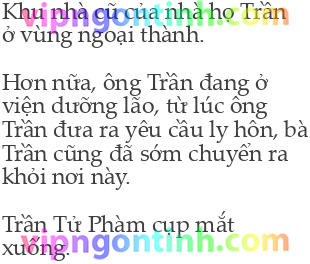 Khu nhà cũ của nhà họ Trần
vipngontinh.com
ở vùng ngoại thành.
Hơn nữa, ông Trần đang ở
viện dưỡng lão, từ lúc ông
Trần đưa ra yêu cầu ly hôn, bà
Trần cũng đã sớm chuyển ra
khỏi nơi này.
Trần Tử Phàm cụp mắt
xuống.
vipngontinh.com